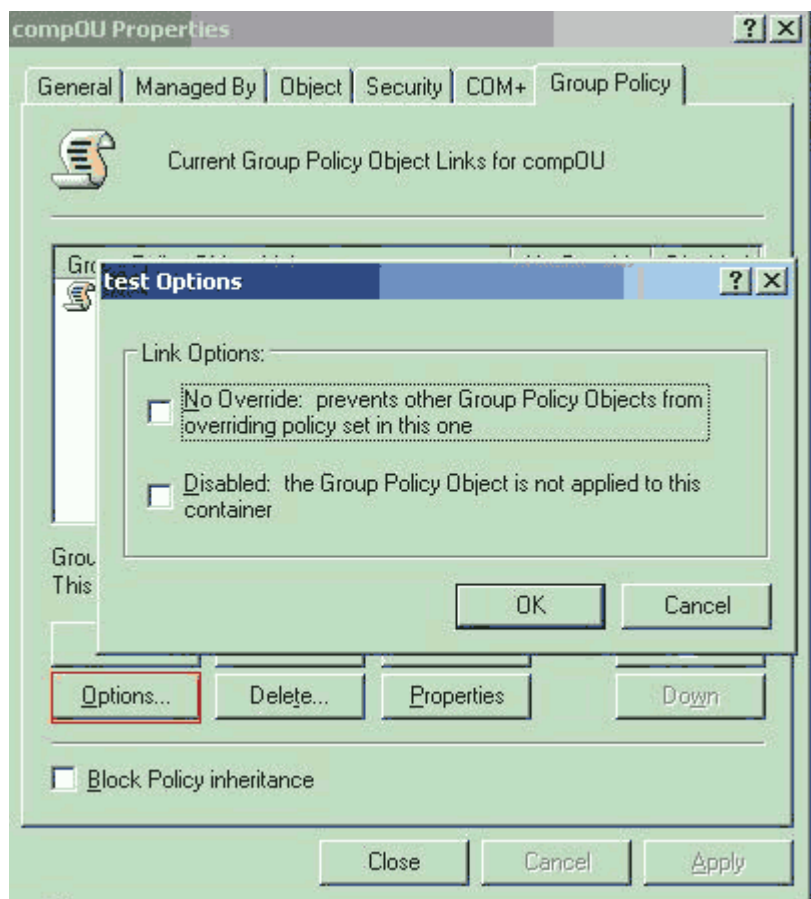 compOU Properties
General Managed By Object Security COM+ Group Policy
Current Group Policy Object Links for compOU
test Options
Link Options:
No Override: prevents other Group Policy Objects from
overriding policy set in this one
Disabled: the Group Policy Object is not applied to this
container
This
OK Cancel
Options... Delete... Properties Down
Block Policy inheritance
Close Cancel Apply